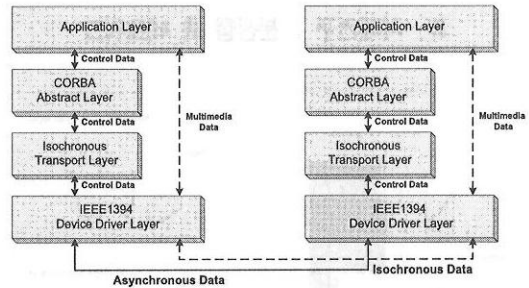 Application Layer
Control Data
CORBA
Abstract Layer
Control Data
Multimedia
Data
Isochronous
Transport Layer
Control Data
IEEE1394
Device Driver Layer
Application Layer
Control Data
CORBA
Abstract Layer
Control Data
Multimedia
Data
Isochronous
Transport Layer
Control Data
IEEE1394
Device Driver Layer
Isochronous Data
Asynchronous Data